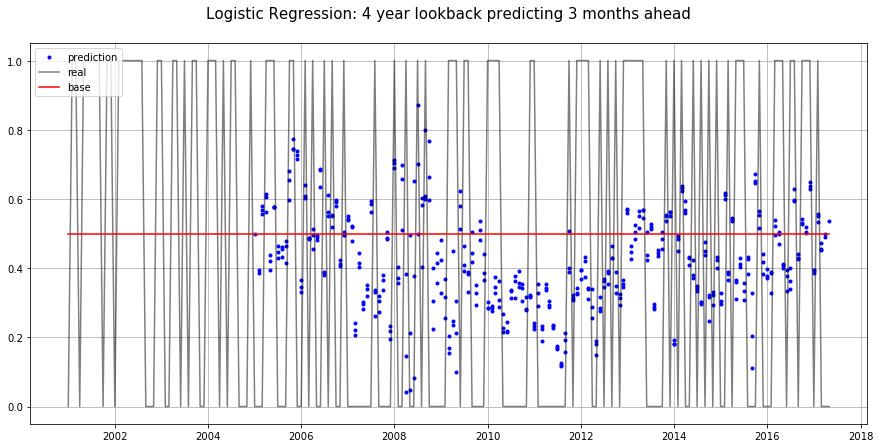 Logistic Regression: 4 year lookback predicting 3 months ahead
prediction
real
base
1.0
0.8
0.6
0.4
0.2
0.0
2002 2004 2006 2008 2010 2012 2014 2016 2018